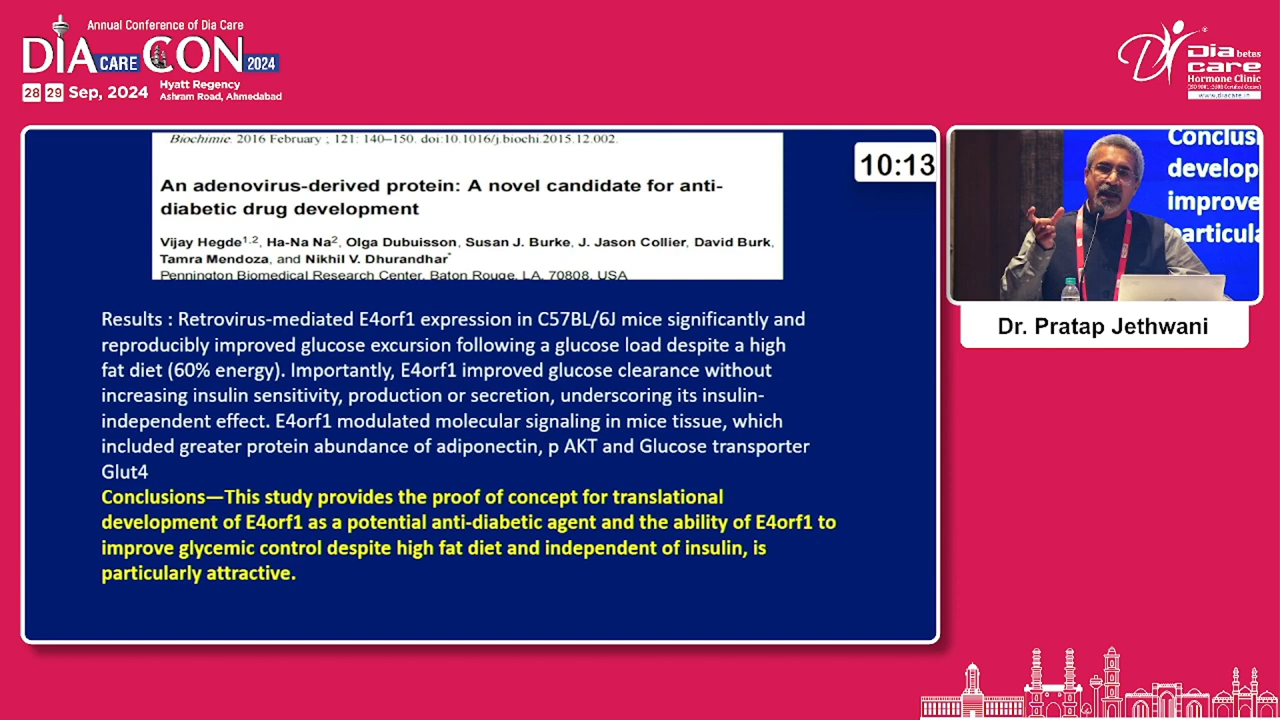 Annual Conference of Dia Care
DIA CARE CON 2024
28 29 Sep, 2024
Hyatt Regency
Ashram Road, Ahmedabad
Dia betes
care
Hormone Clinic
www.diacare.in
Biochimie. 2016 February ; 121: 140–150. doi:10.1016/j.biochi.2015.12.002.
An adenovirus-derived protein: A novel candidate for anti-
diabetic drug development
Vijay Hegde1,2, Ha-Na Na2, Olga Dubuisson, Susan J. Burke, J. Jason Collier, David Burk,
Tamra Mendoza, and Nikhil V. Dhurandhar*
Pennington Biomedical Research Center, Baton Rouge, LA, 70808, USA
10:13
Results : Retrovirus-mediated E4orf1 expression in C57BL/6J mice significantly and
reproducibly improved glucose excursion following a glucose load despite a high
fat diet (60% energy). Importantly, E4orf1 improved glucose clearance without
increasing insulin sensitivity, production or secretion, underscoring its insulin-
independent effect. E4orf1 modulated molecular signaling in mice tissue, which
included greater protein abundance of adiponectin, p AKT and Glucose transporter
Glut4
Conclusions—This study provides the proof of concept for translational
development of E4orf1 as a potential anti-diabetic agent and the ability of E4orf1 to
improve glycemic control despite high fat diet and independent of insulin, is
particularly attractive.
Conclus
develop
improve
particula
Dr. Pratap Jethwani